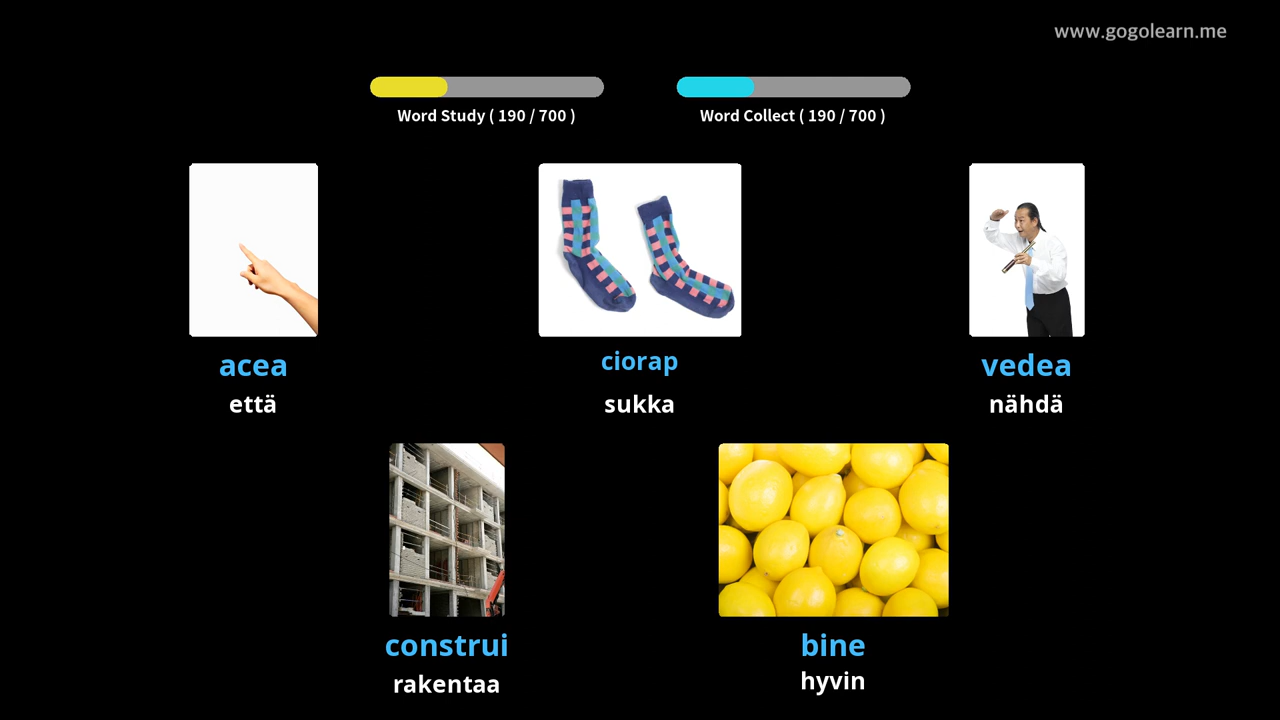 www.gogolearn.me
Word Study ( 190 / 700 )
Word Collect ( 190 / 700 )
acea
ciorap
vedea
että
sukka
nähdä
construi
bine
rakentaa
hyvin